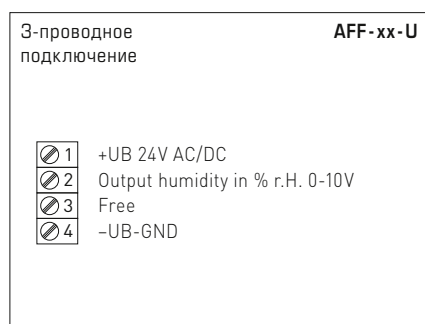 3-проводное AFF-xx-U
подключение
1 +UB 24V AC/DC
2 Output humidity in % r.H. 0-10V
3 Free
4 –UB-GND